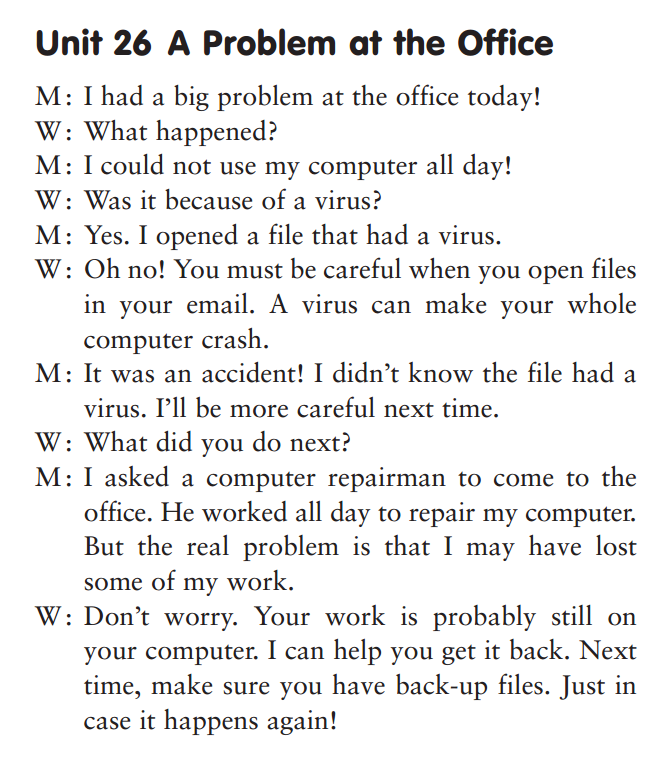 Unit 26 A Problem at the Office
M: I had a big problem at the office today!
W: What happened?
M: I could not use my computer all day!
W: Was it because of a virus?
M: Yes. I opened a file that had a virus.
W: Oh no! You must be careful when you open files
in your email. A virus can make your whole
computer crash.
M: It was an accident! I didn’t know the file had a
virus. I’ll be more careful next time.
W: What did you do next?
M: I asked a computer repairman to come to the
office. He worked all day to repair my computer.
But the real problem is that I may have lost
some of my work.
W: Don’t worry. Your work is probably still on
your computer. I can help you get it back. Next
time, make sure you have back-up files. Just in
case it happens again!